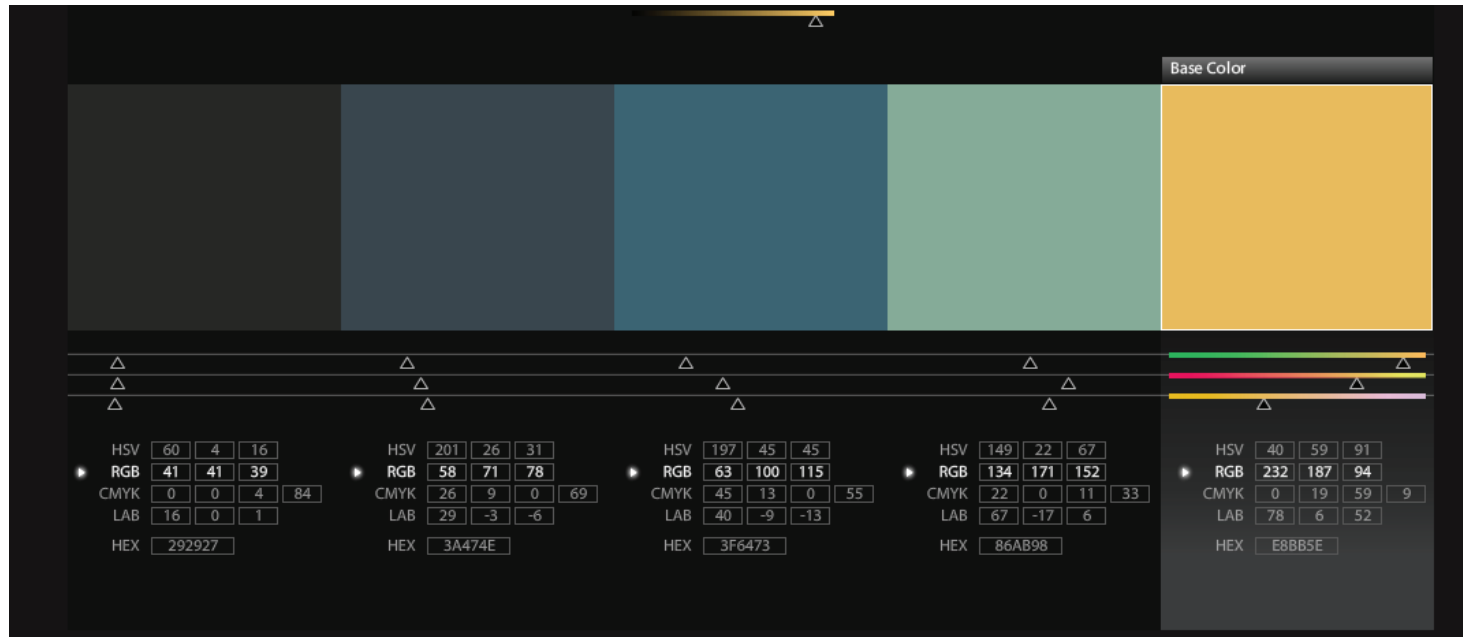 Base Color
HSV 60 4 16
RGB 41 41 39
CMYK 0 0 4 84
LAB 16 0 1
HEX 292927
HSV 201 26 31
RGB 58 71 78
CMYK 26 9 0 69
LAB 29 -3 -6
HEX 3A474E
HSV 197 45 45
RGB 63 100 115
CMYK 45 13 0 55
LAB 40 -9 -13
HEX 3F6473
HSV 149 22 67
RGB 134 171 152
CMYK 22 0 11 33
LAB 67 -17 6
HEX 86AB98
HSV 40 59 91
RGB 232 187 94
CMYK 0 19 59 9
LAB 78 6 52
HEX E8BB5E